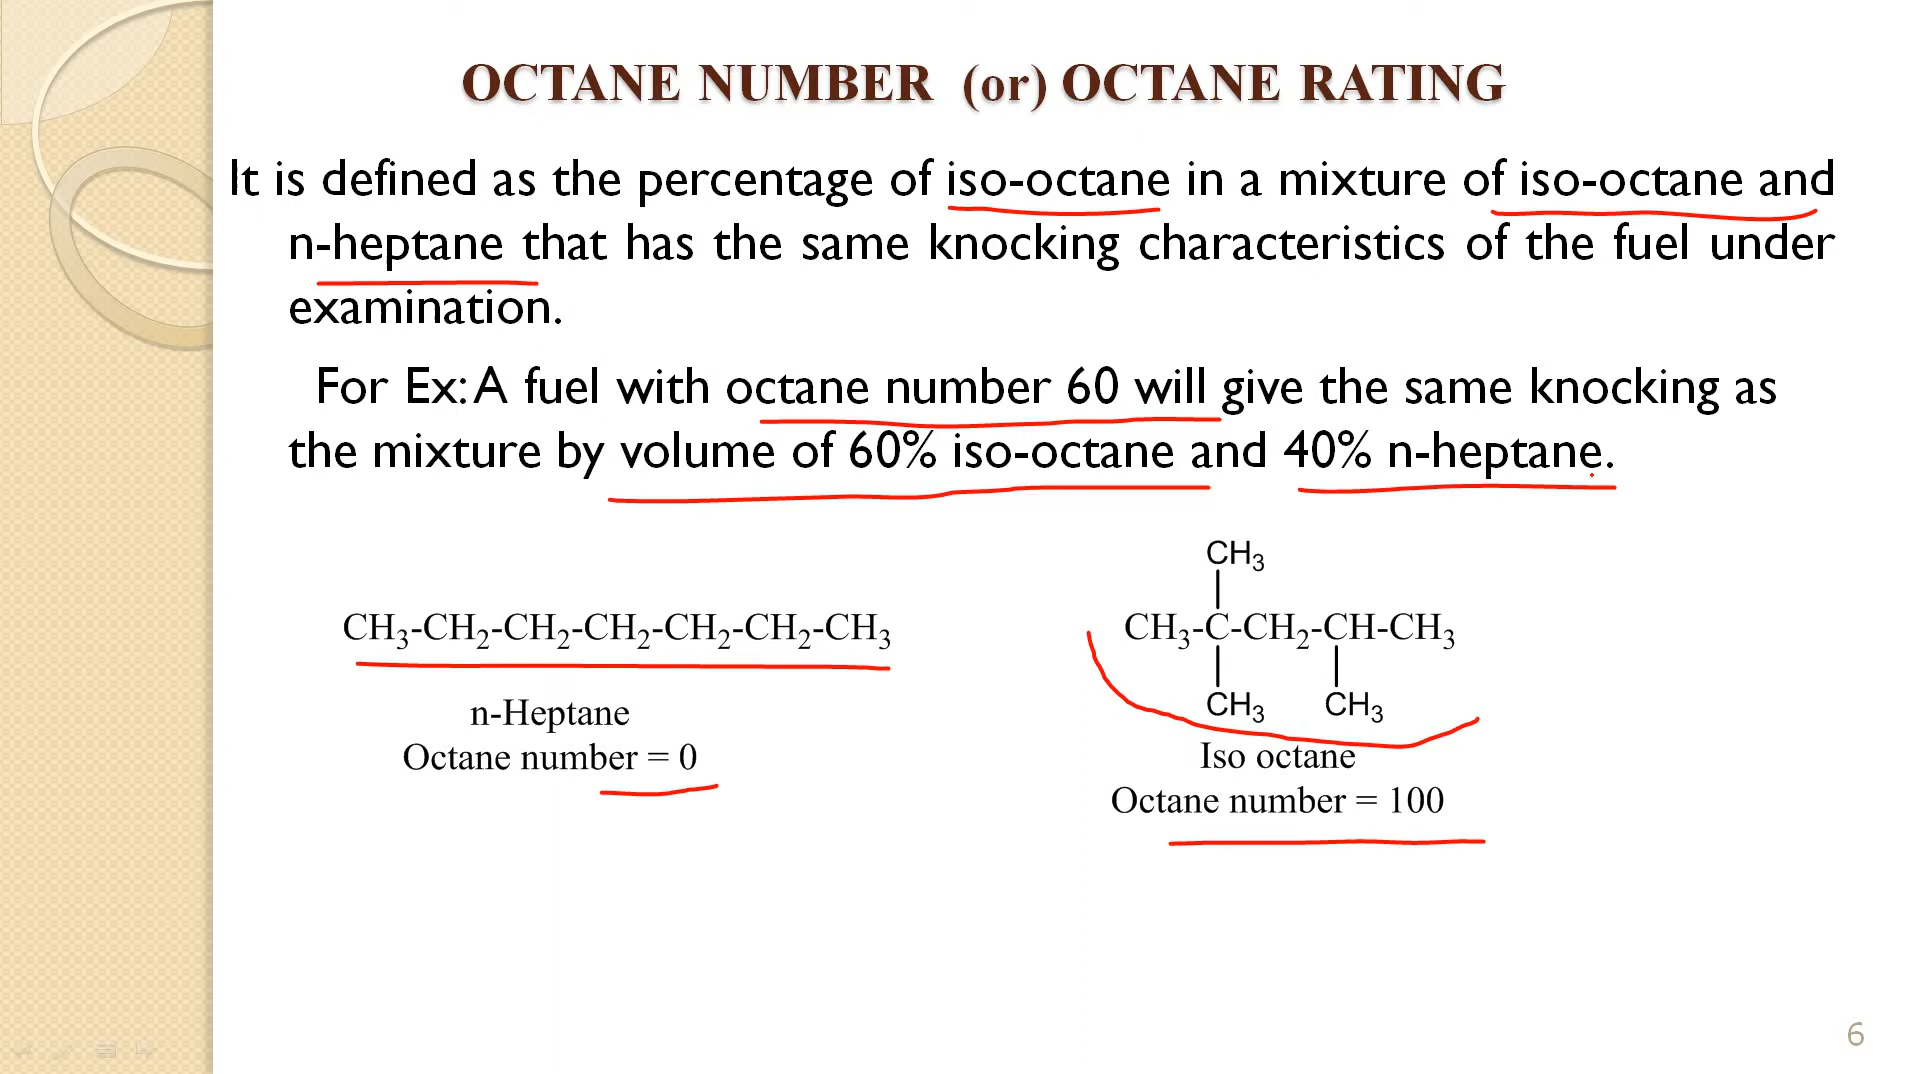 OCTANE NUMBER (or) OCTANE RATING
It is defined as the percentage of iso-octane in a mixture of iso-octane and
n-heptane that has the same knocking characteristics of the fuel under
examination.
For Ex: A fuel with octane number 60 will give the same knocking as
the mixture by volume of 60% iso-octane and 40% n-heptane.
CH3
CH3-CH2-CH2-CH2-CH2-CH2-CH3
CH3-C-CH2-CH-CH3
CH3 CH3
n-Heptane
Octane number = 0
Iso octane
Octane number = 100
6